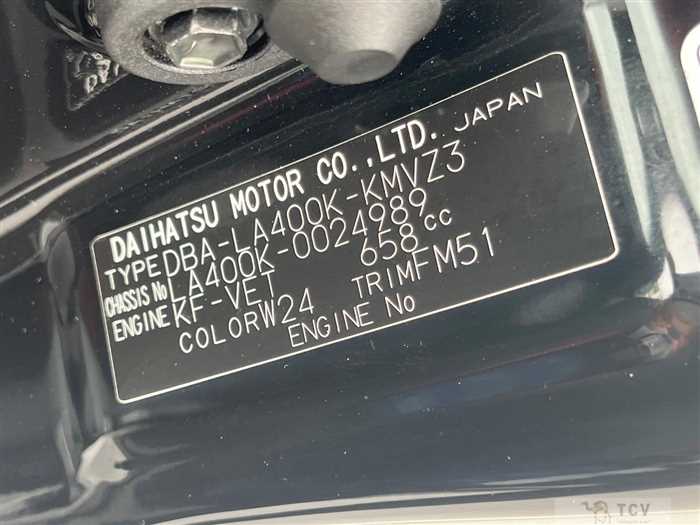 DAIHATSU MOTOR CO.,LTD. JAPAN
TYPE DBA-LA400K-KMVZ3
CHASSIS No LA400K-0024989
ENGINE KF-VET 658cc
COLOR W24 TRIM FM51
ENGINE No
TCV